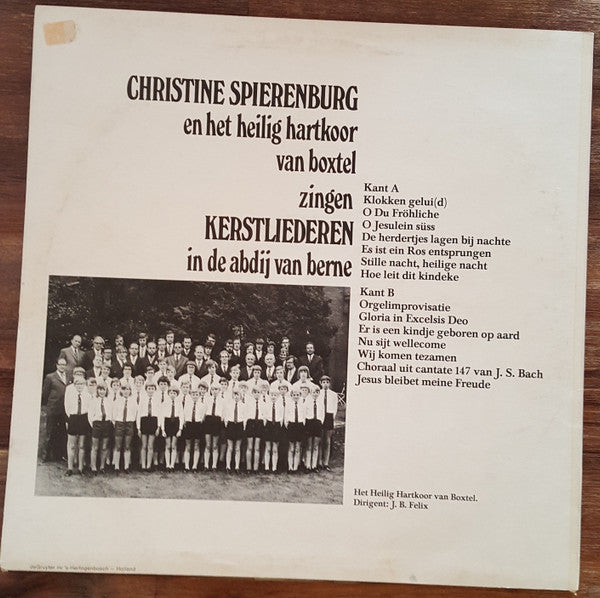 CHRISTINE SPIERENBURG
en het heilig hartkoor
van boxtel
zingen
KERSTLIEDEREN
in de abdij van berne
Kant A
Klokken gelui(d)
O Du Fröhliche
O Jesulein süss
De herdertjes lagen bij nachte
Es ist ein Ros entsprungen
Stille nacht, heilige nacht
Hoe leit dit kindeke
Kant B
Orgelimprovisatie
Gloria in Excelsis Deo
Er is een kindje geboren op aard
Nu sijt wellecome
Wij komen tezamen
Choraal uit cantate 147 van J. S. Bach
Jesus bleibet meine Freude
Het Heilig Hartkoor van Boxtel.
Dirigent: J. B. Felix
deGruyter nv 's-Hertogenbosch — Holland